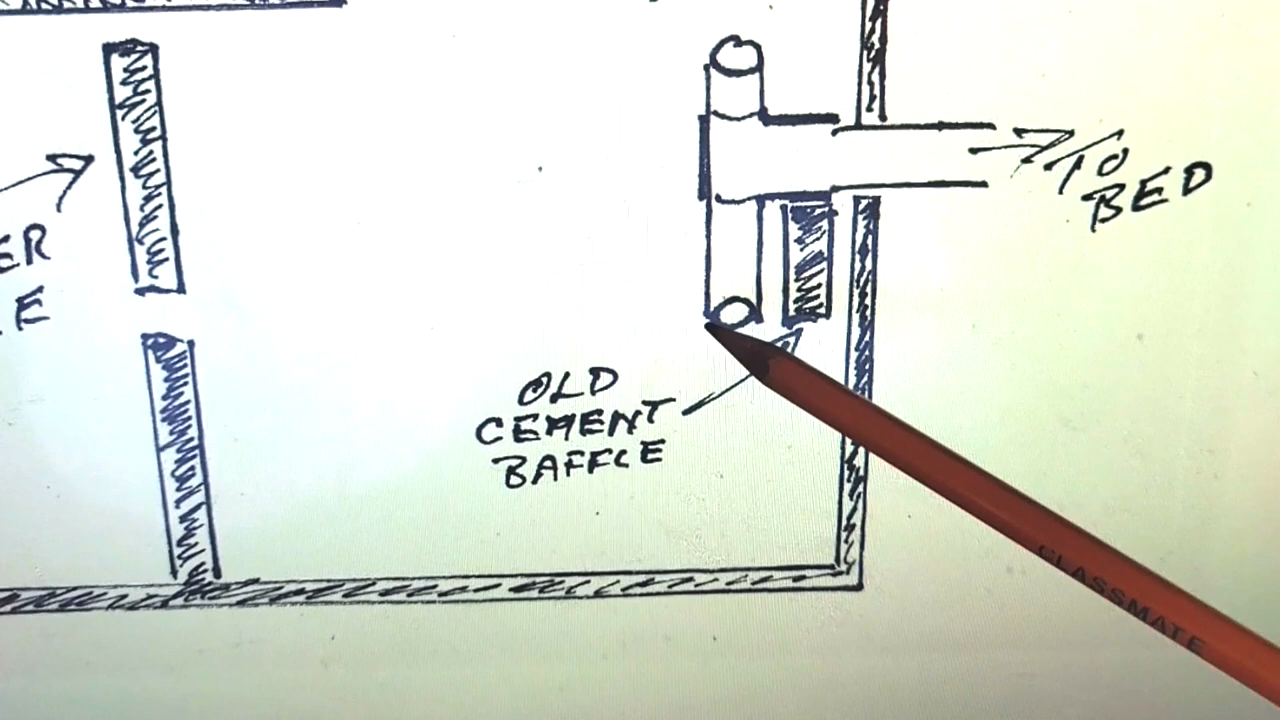 TO
BED
ER
E
OLD
CEMENT
BAFFLE
CLASSMATE